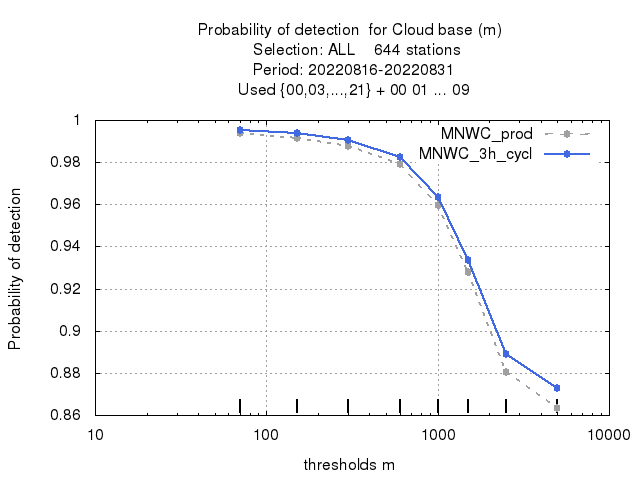 Probability of detection  for Cloud base (m)
Selection: ALL    644 stations
Period: 20220816-20220831
Used {00,03,...,21} + 00 01 ... 09
MNWC_prod
MNWC_3h_cycl
1
0.98
0.96
0.94
0.92
0.9
0.88
0.86
Probability of detection
10
100
1000
10000
thresholds m